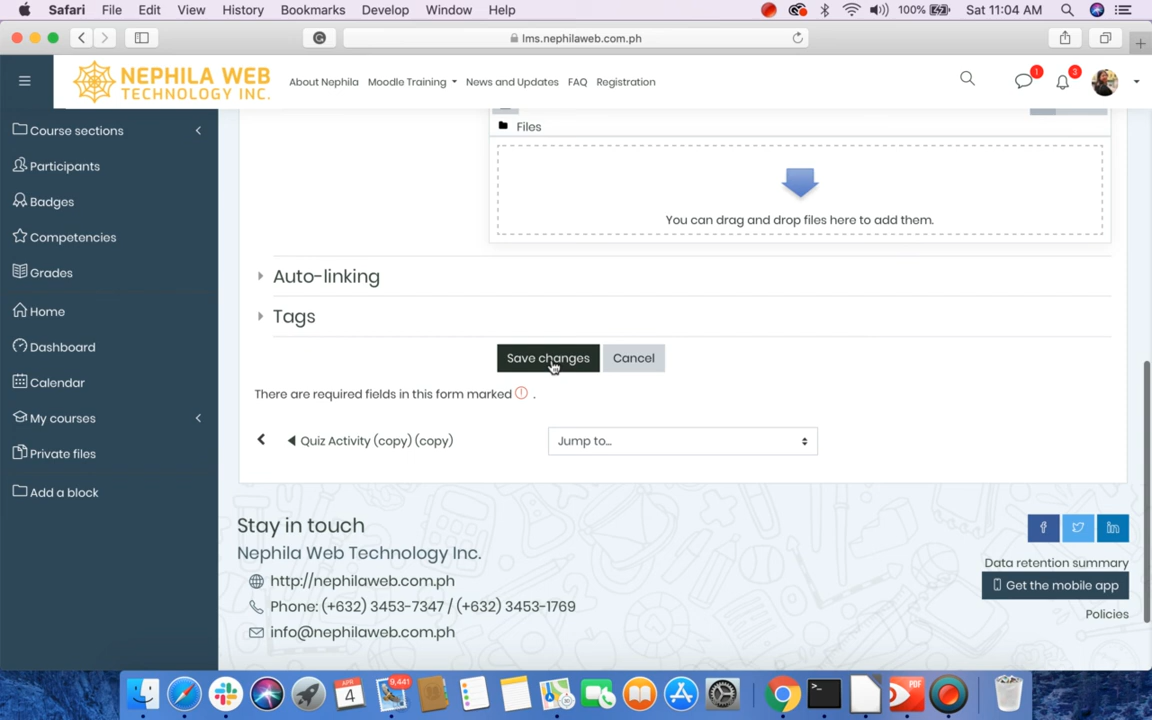 Safari File Edit View History Bookmarks Develop Window Help 100% Sat 11:04 AM
lms.nephilaweb.com.ph
NEPHILA WEB
TECHNOLOGY INC.
About Nephila Moodle Training News and Updates FAQ Registration
1
3
Course sections
Participants
Badges
Competencies
Grades
Home
Dashboard
Calendar
My courses
Private files
Add a block
Files
You can drag and drop files here to add them.
Auto-linking
Tags
Save changes Cancel
There are required fields in this form marked .
Quiz Activity (copy) (copy) Jump to...
Stay in touch
Nephila Web Technology Inc.
http://nephilaweb.com.ph
Phone: (+632) 3453-7347 / (+632) 3453-1769
info@nephilaweb.com.ph
Data retention summary
Get the mobile app
Policies
APR
4
9,441
PDF